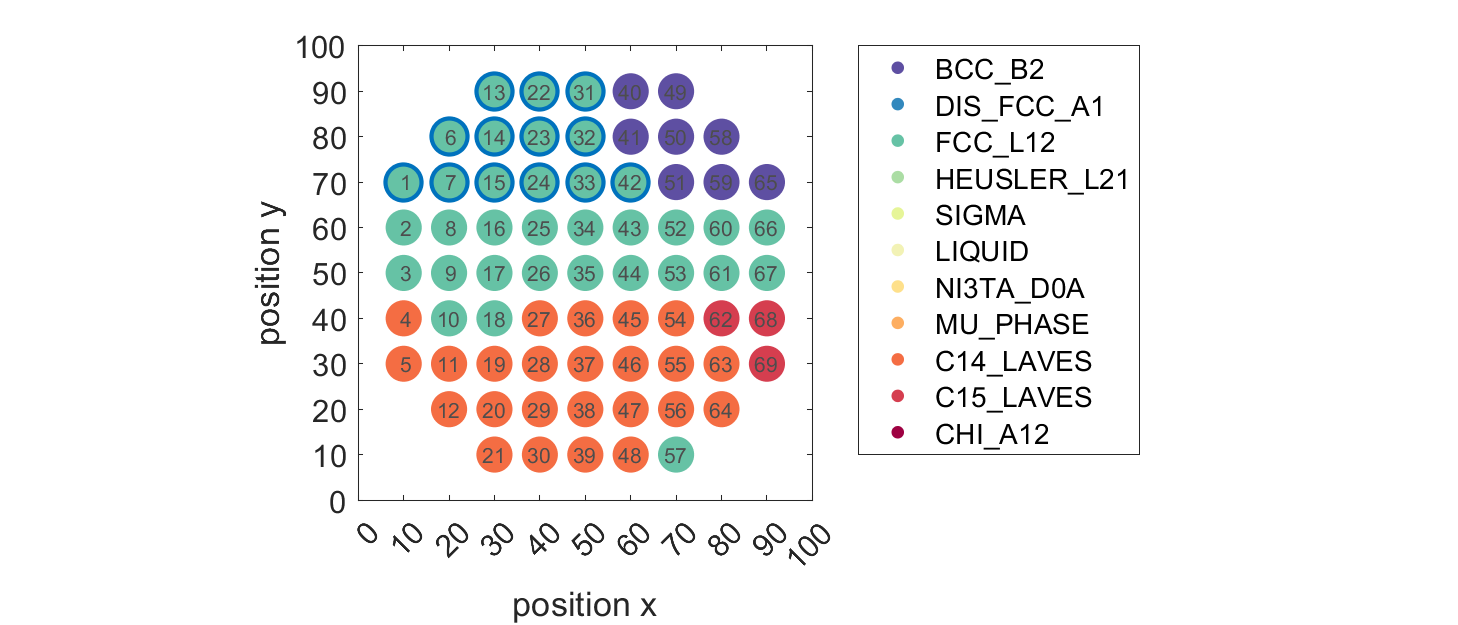 100
90
80
70
60
50
40
30
20
10
0
position y
13 22 31 40 49
6 14 23 32 41 50 58
1 7 15 24 33 42 51 59 65
2 8 16 25 34 43 52 60 66
3 9 17 26 35 44 53 61 67
4 10 18 27 36 45 54 62 68
5 11 19 28 37 46 55 63 69
12 20 29 38 47 56 64
21 30 39 48 57
0 10 20 30 40 50 60 70 80 90 100
position x
BCC_B2
DIS_FCC_A1
FCC_L12
HEUSLER_L21
SIGMA
LIQUID
NI3TA_D0A
MU_PHASE
C14_LAVES
C15_LAVES
CHI_A12